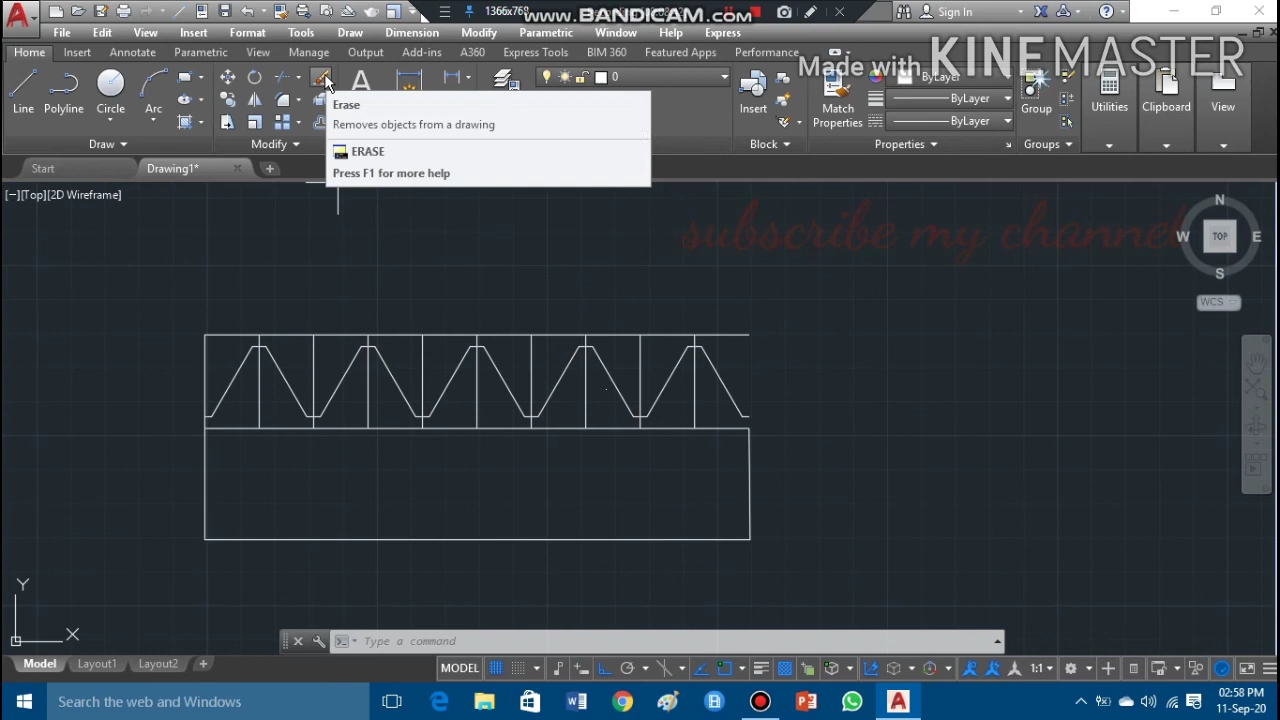 1366x768
www.BANDICAM.com
Sign In
File Edit View Insert Format Tools Draw Dimension Modify Parametric Window Help Express
Home Insert Annotate Parametric View Manage Output Add-ins A360 Express Tools BIM 360 Featured Apps Performance
Made with KINEMASTER
Line Polyline Circle Arc
0
Insert
Match Properties
ByLayer
ByLayer
ByLayer
Group
Utilities
Clipboard
View
Draw Modify Block Properties Groups
Erase
Removes objects from a drawing
ERASE
Press F1 for more help
Start Drawing1*
[−][Top][2D Wireframe]
subscribe my channel
N
W TOP E
S
WCS
Y
X
Type a command
Model Layout1 Layout2
MODEL 1:1
Search the web and Windows
02:58 PM
11-Sep-20